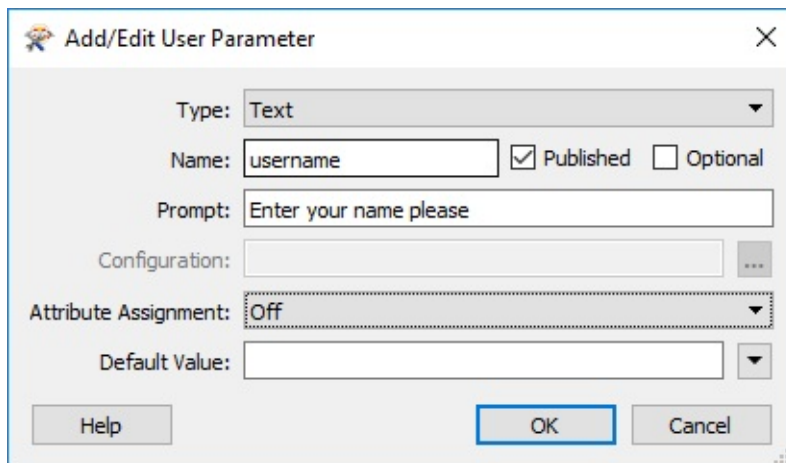 Add/Edit User Parameter
Type: Text
Name: username Published Optional
Prompt: Enter your name please
Configuration: ...
Attribute Assignment: Off
Default Value:
Help OK Cancel